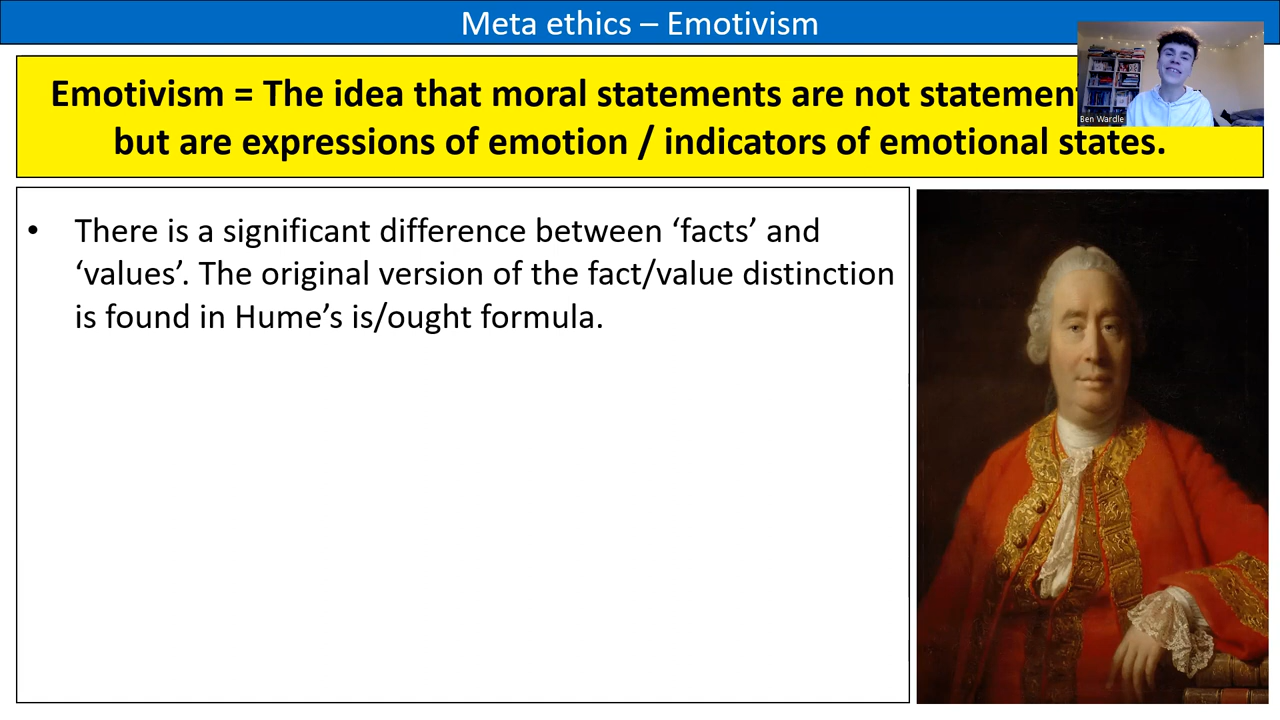 Meta ethics – Emotivism
Emotivism = The idea that moral statements are not
but are expressions of emotion / indicators of emotional states.
Ben Wardle
• There is a significant difference between ‘facts’ and
‘values’. The original version of the fact/value distinction
is found in Hume’s is/ought formula.